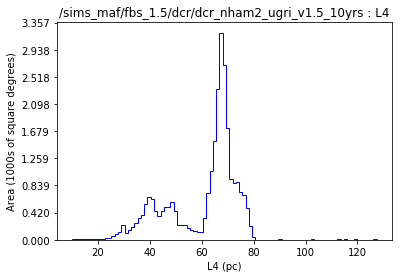 /sims_maf/fbs_1.5/dcr/dcr_nham2_ugri_v1.5_10yrs : L4
3.357
2.938
2.518
2.098
1.679
1.259
0.839
0.420
0.000
Area (1000s of square degrees)
20 40 60 80 100 120
L4 (pc)